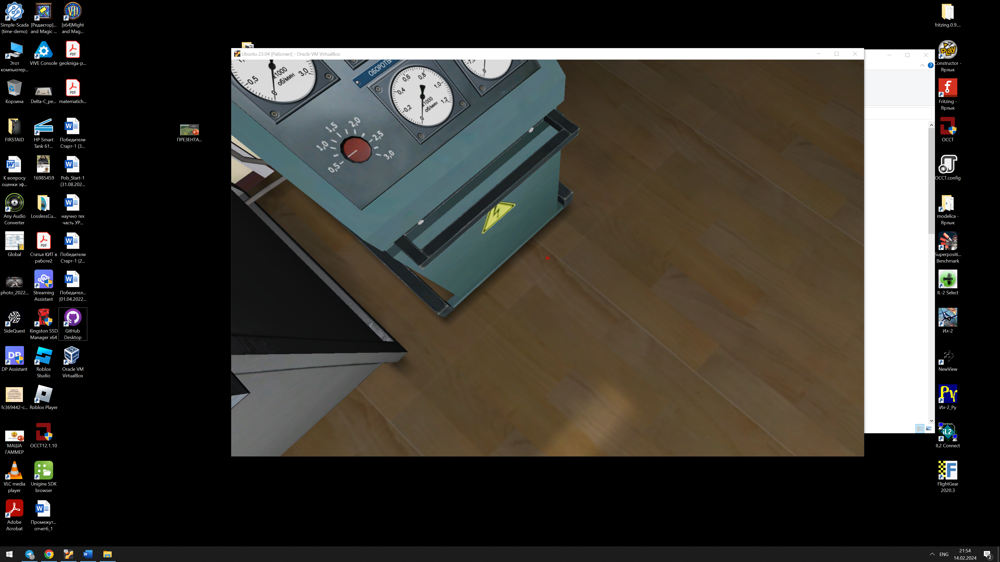 Simple-Scada
(time-demo)
[Редактор]...
and Magic ...
[x64]Might
and Mag...
Этот
компьютер...
VIVE Console
geokniga-p...
Корзина
Delta-C_pe...
matematich...
FIRSTAID
HP Smart
Tank 61...
Победители
Старт-1 (3...
К вопросу
оценки эф...
16985459
Pob_Start-1
(31.08.202...
Any Audio
Converter
LosslessCu...
научно тех
часть УР...
Global
Статья КИТ в
работе2
Победители
Старт-1 (2...
photo_2022...
Streaming
Assistant
Победител...
(01.04.2022...
SideQuest
Kingston SSD
Manager x64
GitHub
Desktop
DP Assistant
Roblox
Studio
Oracle VM
VirtualBox
fc369442-c...
Roblox Player
МАША
ГАММЕР
OCCT12.1.10
VLC media
player
Unigine SDK
browser
Adobe
Acrobat
Промежут...
отчет6_1
ПРЕЗЕНТА...
Ubuntu 23.04 [Работает] - Oracle VM VirtualBox
ОБОРОТЫ
0,5
x1000
об/мин
3,0
0
0,6
0,8
0,4
1,0
0,2
x1000
об/мин
1,2
0
0
0,5
1,0
1,5
2,0
2,5
3,0
fritzing.0.9....
Constructor -
Ярлык
Fritzing -
Ярлык
OCCT
OCCT.config
modelica -
Ярлык
Superpositi...
Benchmark
IL-2 Select
Ил-2
NewView
Ил-2_Py
IL2 Connect
FlightGear
2020.3
57
ENG
21:54
14.02.2024
2